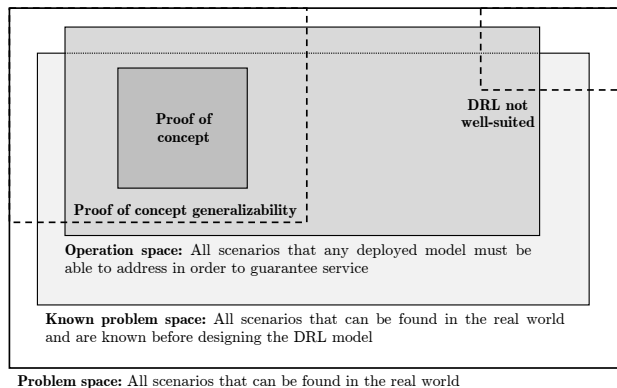 Proof of
concept
DRL not
well-suited
Proof of concept generalizability
Operation space: All scenarios that any deployed model must be
able to address in order to guarantee service
Known problem space: All scenarios that can be found in the real world
and are known before designing the DRL model
Problem space: All scenarios that can be found in the real world